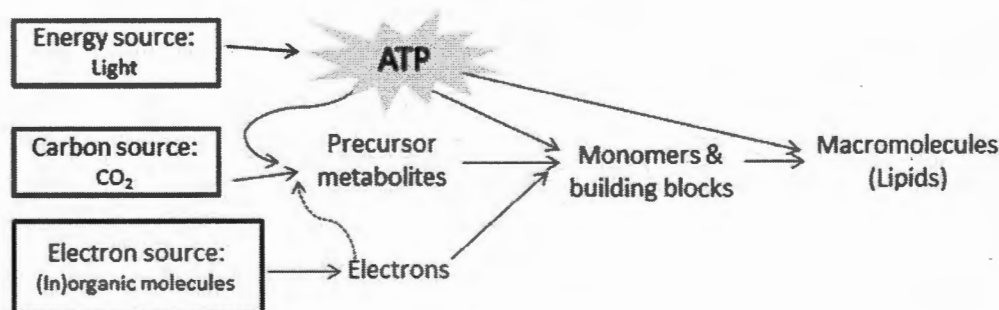 Energy source:
Light
ATP
Carbon source:
CO₂
Precursor
metabolites
Monomers &
building blocks
Macromolecules
(Lipids)
Electron source:
(In)organic molecules
Electrons